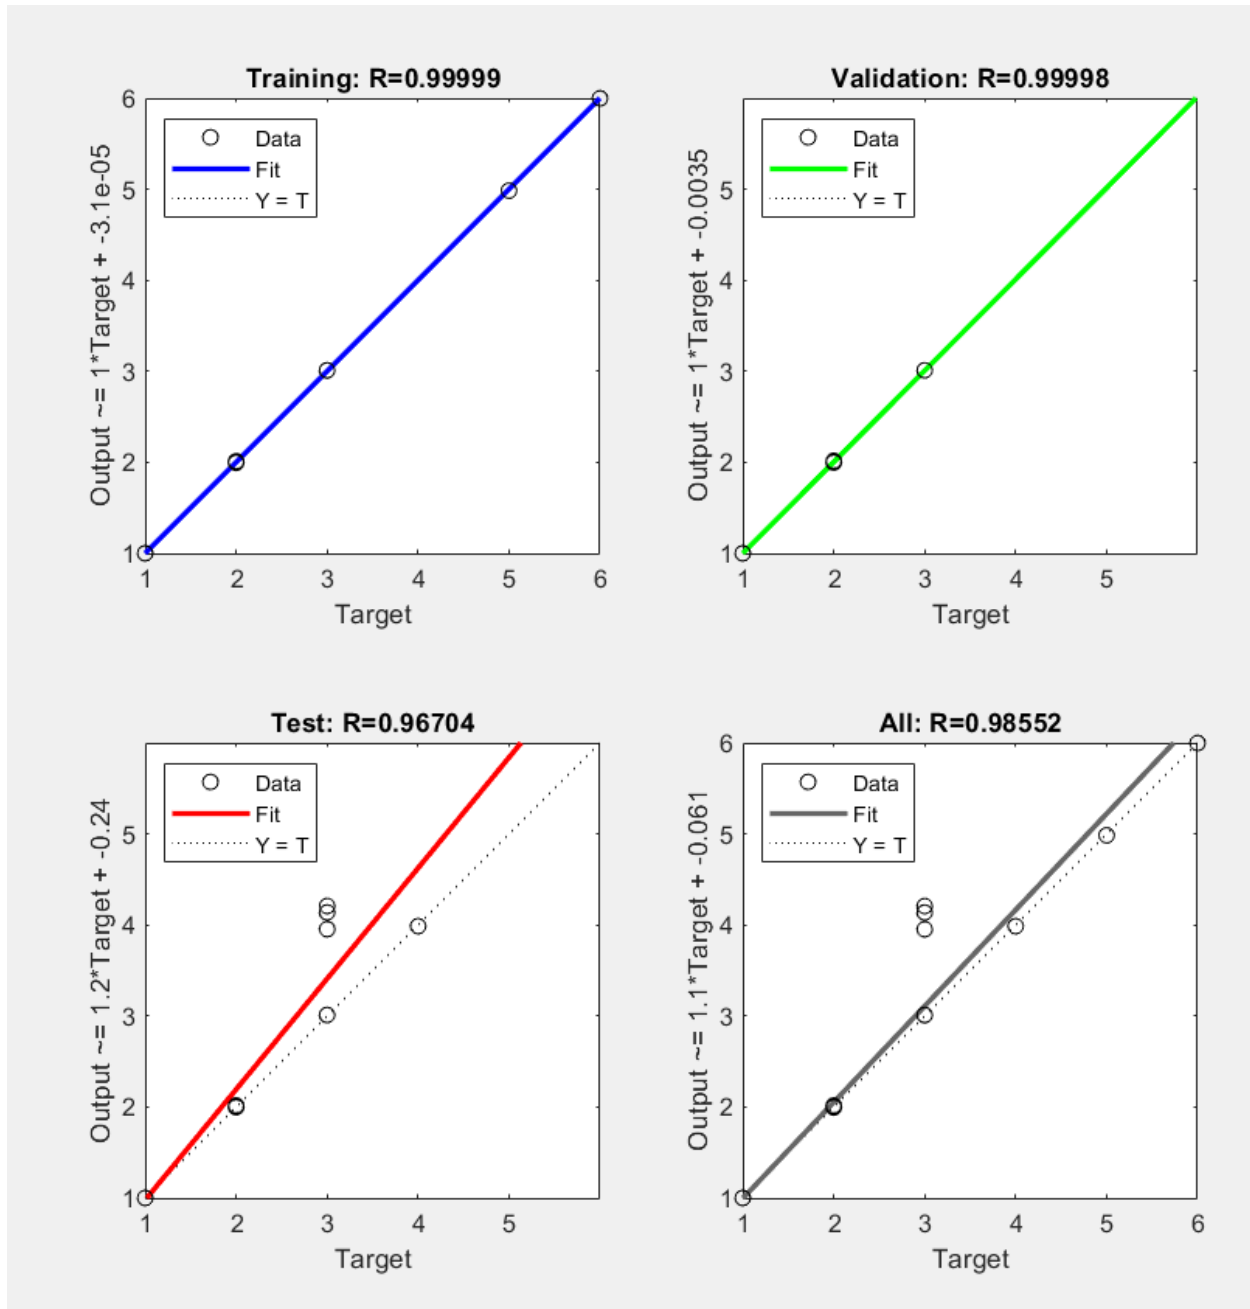 Training: R=0.99999
Output ~= 1*Target + -3.1e-05
6
5
4
3
2
1
Data
Fit
Y = T
1 2 3 4 5 6
Target
Validation: R=0.99998
Output ~= 1*Target + -0.0035
5
4
3
2
1
Data
Fit
Y = T
1 2 3 4 5
Target
Test: R=0.96704
Output ~= 1.2*Target + -0.24
5
4
3
2
1
Data
Fit
Y = T
1 2 3 4 5
Target
All: R=0.98552
Output ~= 1.1*Target + -0.061
6
5
4
3
2
1
Data
Fit
Y = T
1 2 3 4 5 6
Target